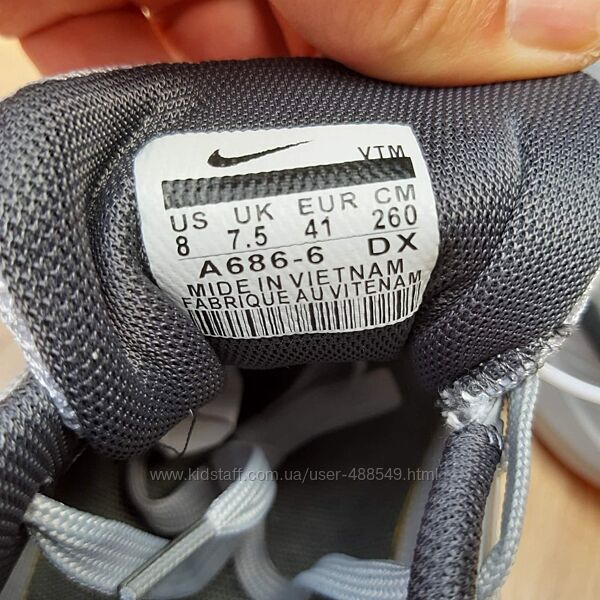 VTM
US UK EUR CM
8 7.5 41 260
A686-6 DX
MIDE IN VIETNAM
FABRIQUE AU VITENAM
www.kidstaff.com.ua/user-488549.html